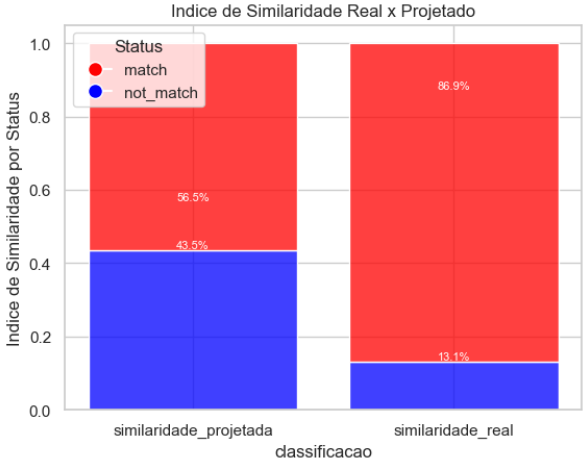 Indice de Similaridade Real x Projetado
Indice de Similaridade por Status
1.0
0.8
0.6
0.4
0.2
0.0
Status
match
not_match
56.5%
43.5%
86.9%
13.1%
similaridade_projetada
similaridade_real
classificacao